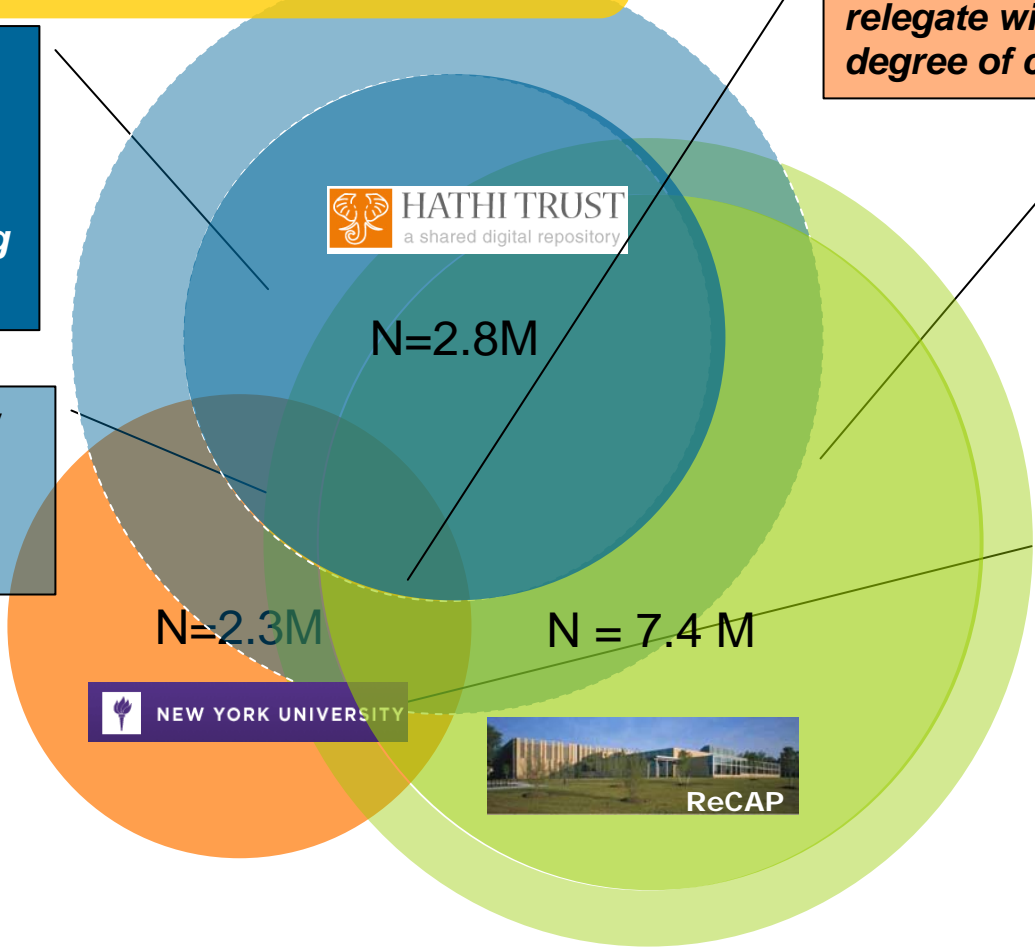 relegate wi
degree of c
g
HATHI TRUST
a shared digital repository
N=2.8M
N=2.3M
N = 7.4 M
NEW YORK UNIVERSITY
ReCAP